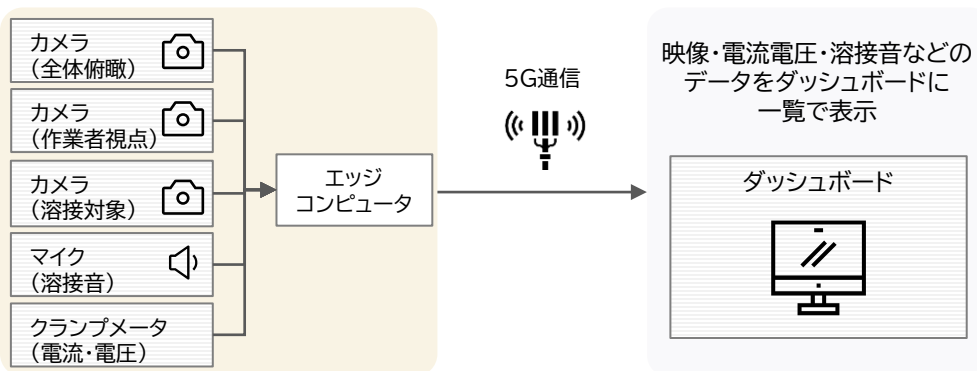 カメラ
（全体俯瞰）
カメラ
（作業者視点）
カメラ
（溶接対象）
マイク
（溶接音）
クランプメータ
（電流・電圧）
エッジ
コンピュータ
5G通信
映像・電流電圧・溶接音などの
データをダッシュボードに
一覧で表示
ダッシュボード